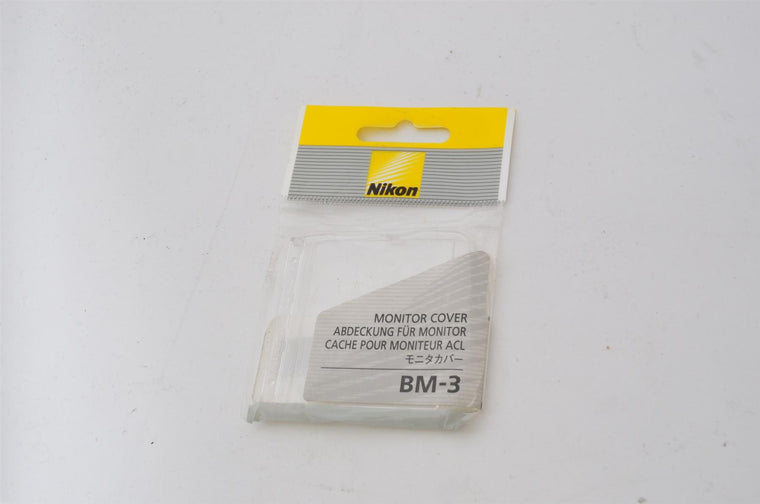 Nikon
MONITOR COVER
ABDECKUNG FÜR MONITOR
CACHE POUR MONITEUR ACL
モニタカバー
BM-3